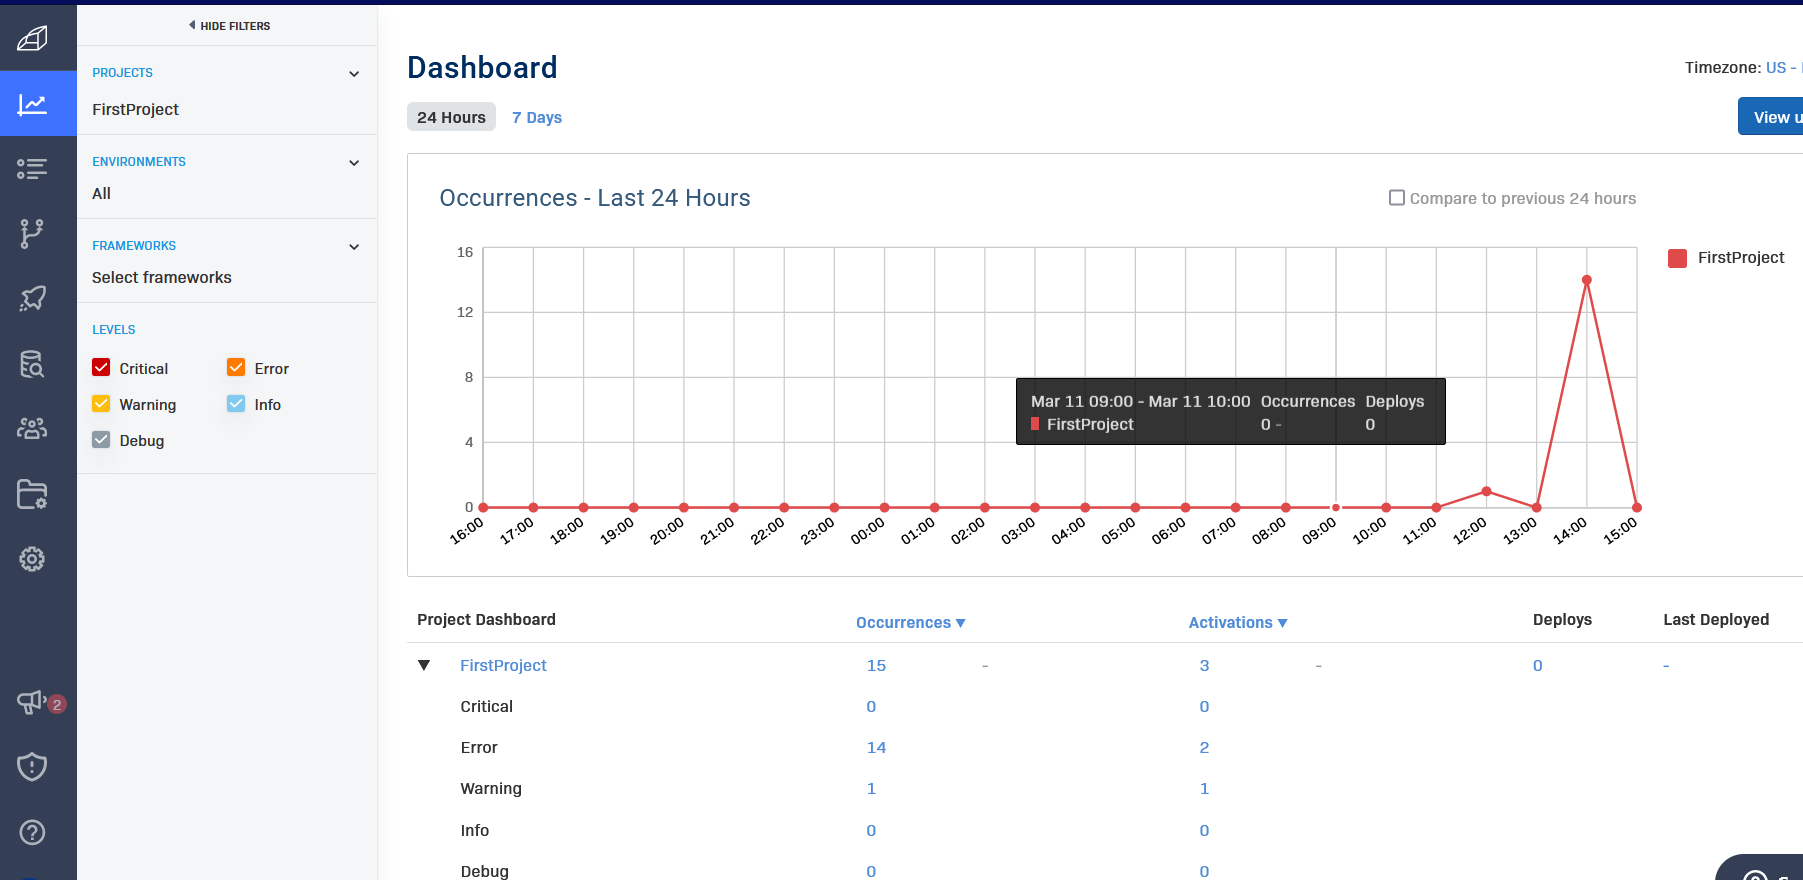 HIDE FILTERS
PROJECTS
FirstProject
ENVIRONMENTS
All
FRAMEWORKS
Select frameworks
LEVELS
Critical
Error
Warning
Info
Debug
2
Dashboard
Timezone: US -
24 Hours
7 Days
View u
Occurrences - Last 24 Hours
Compare to previous 24 hours
FirstProject
16
12
8
4
0
Mar 11 09:00 - Mar 11 10:00 Occurrences Deploys
FirstProject 0 - 0
16:00 17:00 18:00 19:00 20:00 21:00 22:00 23:00 00:00 01:00 02:00 03:00 04:00 05:00 06:00 07:00 08:00 09:00 10:00 11:00 12:00 13:00 14:00 15:00
Project Dashboard Occurrences Activations Deploys Last Deployed
FirstProject 15 - 3 - 0 -
Critical 0 0
Error 14 2
Warning 1 1
Info 0 0
Debug 0 0